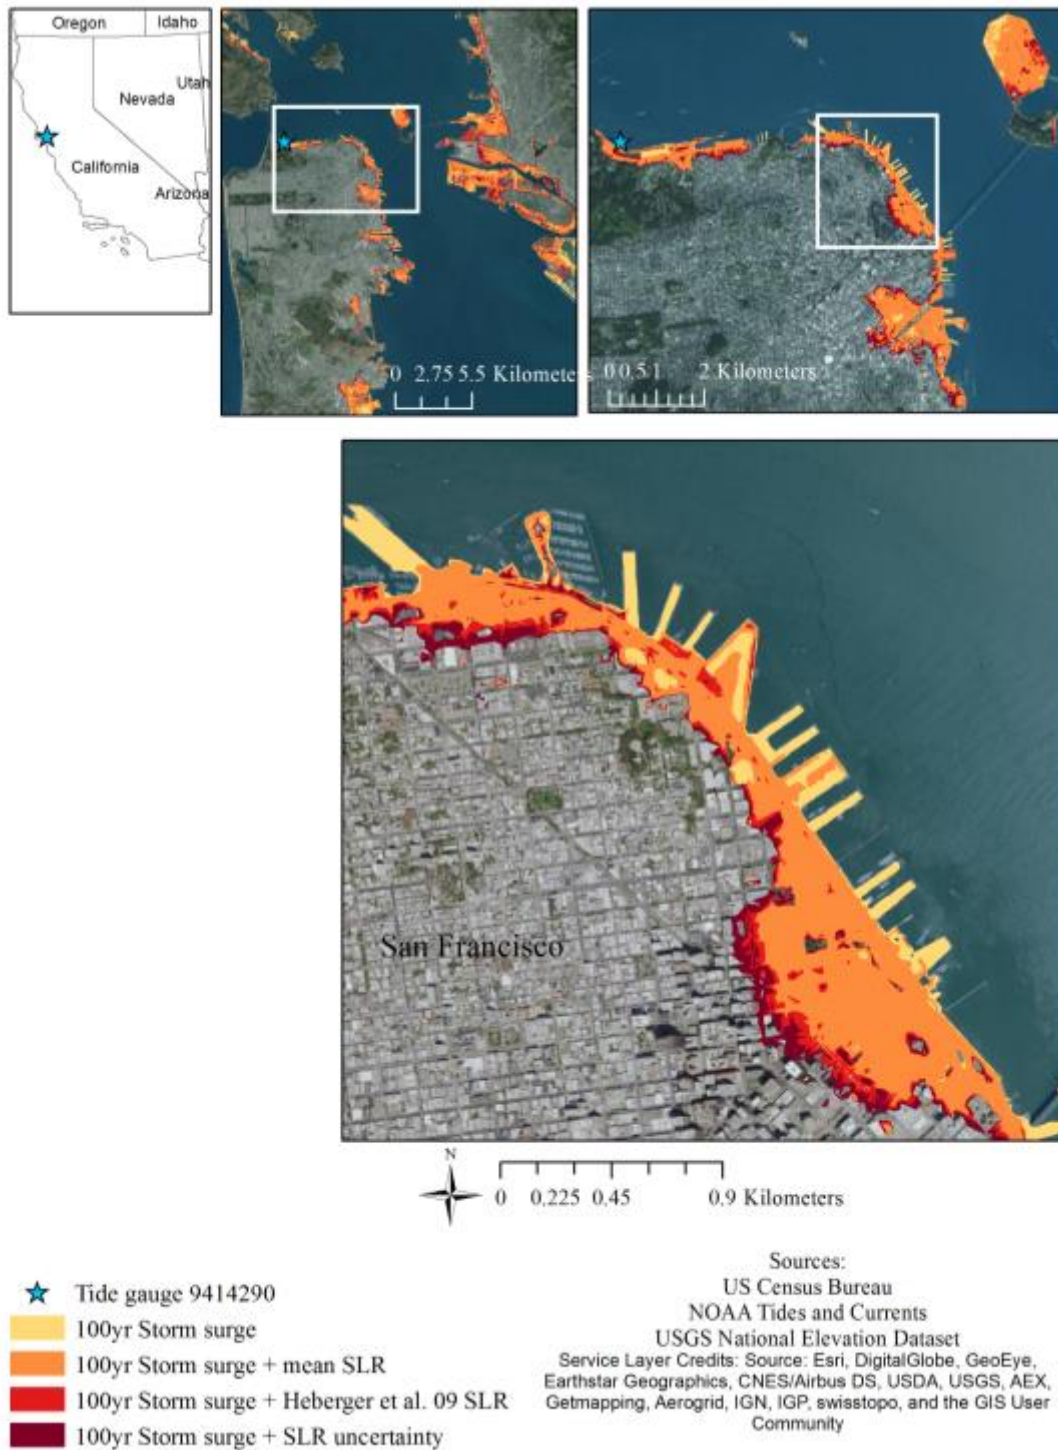 Oregon
Idaho
Utah
Nevada
California
Arizona
0 2.75 5.5 Kilometers
0 0.5 1 2 Kilometers
San Francisco
N
0 0.225 0.45 0.9 Kilometers
Tide gauge 9414290
100yr Storm surge
100yr Storm surge + mean SLR
100yr Storm surge + Heberger et al. 09 SLR
100yr Storm surge + SLR uncertainty
Sources:
US Census Bureau
NOAA Tides and Currents
USGS National Elevation Dataset
Service Layer Credits: Source: Esri, DigitalGlobe, GeoEye,
Earthstar Geographics, CNES/Airbus DS, USDA, USGS, AEX,
Getmapping, Aerogrid, IGN, IGP, swisstopo, and the GIS User
Community